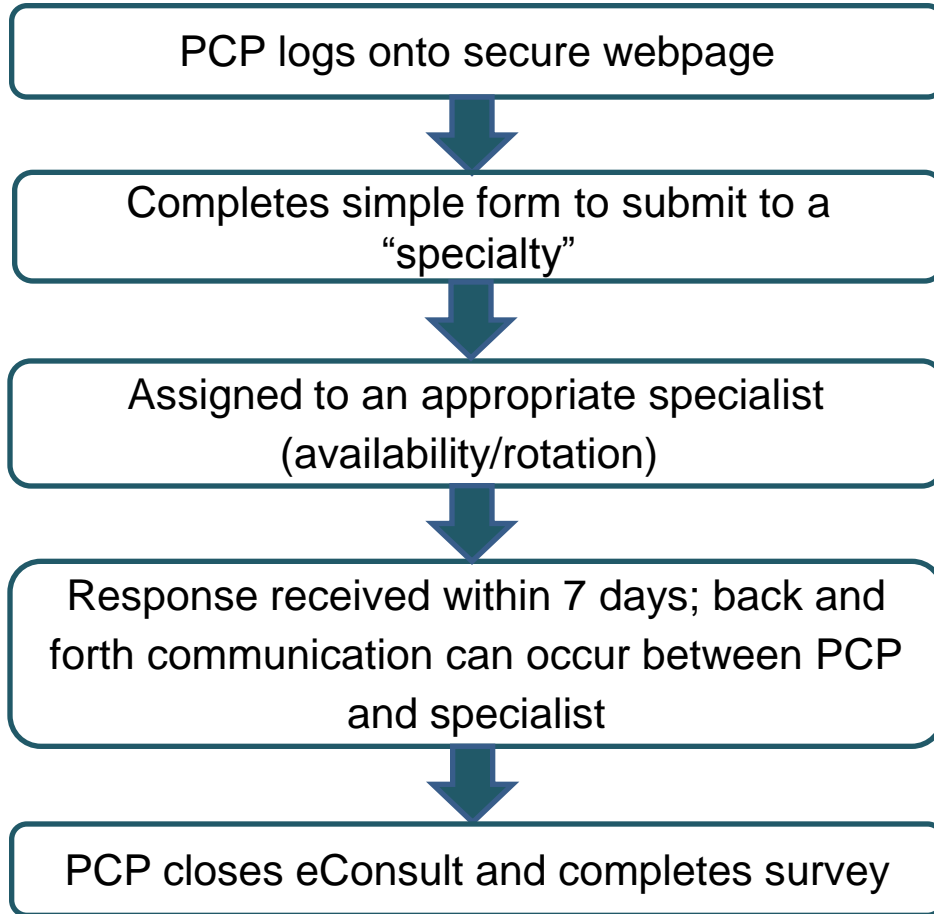 PCP logs onto secure webpage
Completes simple form to submit to a
“specialty”
Assigned to an appropriate specialist
(availability/rotation)
Response received within 7 days; back and
forth communication can occur between PCP
and specialist
PCP closes eConsult and completes survey